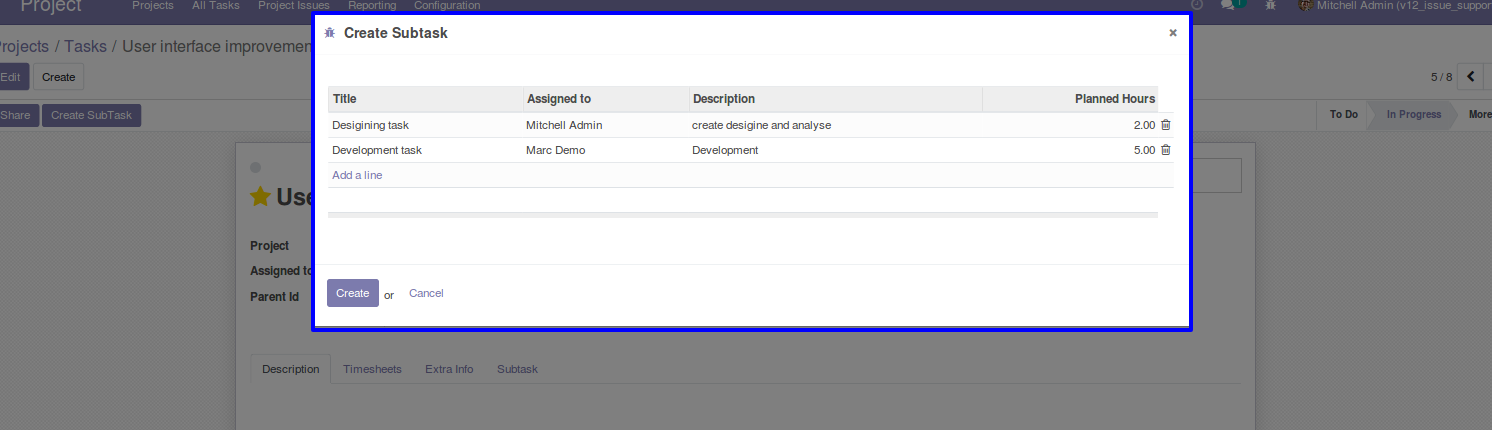 Project Projects All Tasks Project Issues Reporting Configuration 1 Mitchell Admin (v12_issue_suppor
rojects / Tasks / User interface improvemen
Edit Create 5 / 8
Share Create SubTask To Do In Progress More
Create Subtask ×
Title Assigned to Description Planned Hours
Desigining task Mitchell Admin create desigine and analyse 2.00
Development task Marc Demo Development 5.00
Add a line
Create or Cancel
Use
Project
Assigned to
Parent Id
Description Timesheets Extra Info Subtask